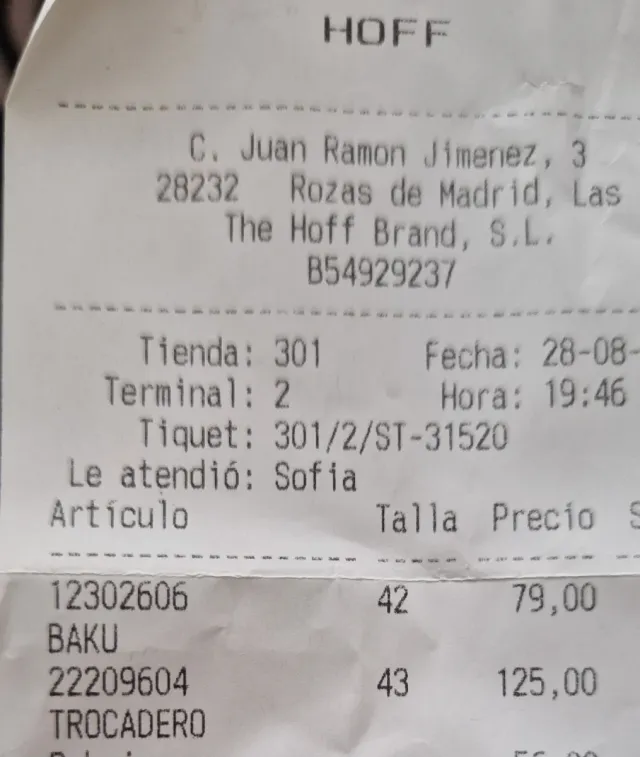 HOFF
C. Juan Ramon Jimenez, 3
28232 Rozas de Madrid, Las
The Hoff Brand, S.L.
B54929237
Tienda: 301 Fecha: 28-08-
Terminal: 2 Hora: 19:46
Tiquet: 301/2/ST-31520
Le atendió: Sofia
Artículo Talla Precio S
12302606 42 79,00
BAKU
22209604 43 125,00
TROCADERO